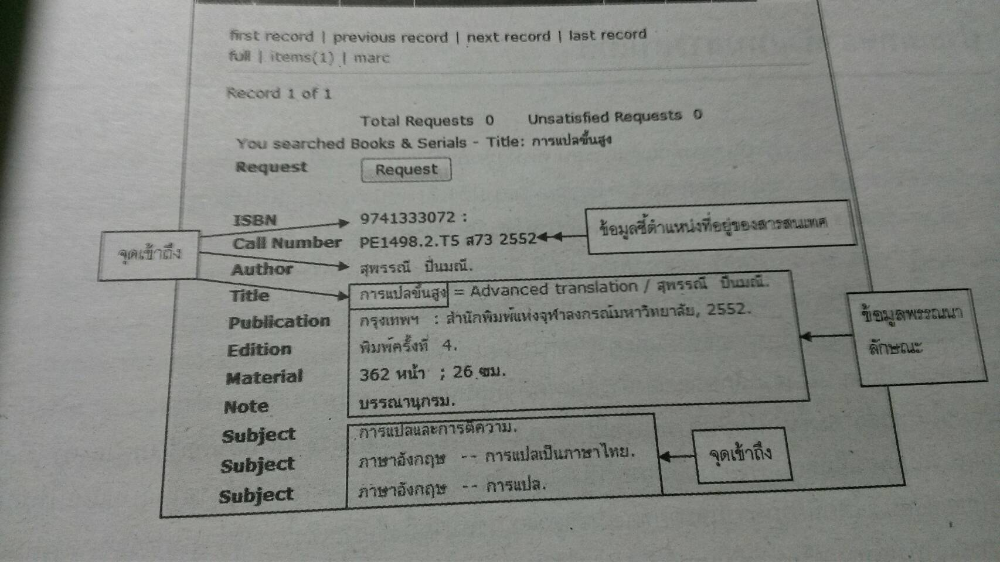 first record | previous record | next record | last record
full | items(1) | marc
Record 1 of 1
Total Requests 0 Unsatisfied Requests 0
You searched Books & Serials - Title: การแปลขั้นสูง
Request Request
ISBN 9741333072 :
ข้อมูลชี้ตำแหน่งที่อยู่ของสารสนเทศ
จุดเข้าถึง
Call Number PE1498.2.T5 ส73 2552
Author สุพรรณี ปิ่นมณี.
Title การแปลขั้นสูง = Advanced translation / สุพรรณี ปิ่นมณี.
Publication กรุงเทพฯ : สำนักพิมพ์แห่งจุฬาลงกรณ์มหาวิทยาลัย, 2552.
ข้อมูลพรรณนา
ลักษณะ
Edition พิมพ์ครั้งที่ 4.
Material 362 หน้า ; 26 ซม.
Note บรรณานุกรม.
Subject การแปลและการตีความ.
Subject ภาษาอังกฤษ -- การแปลเป็นภาษาไทย.
จุดเข้าถึง
Subject ภาษาอังกฤษ -- การแปล.